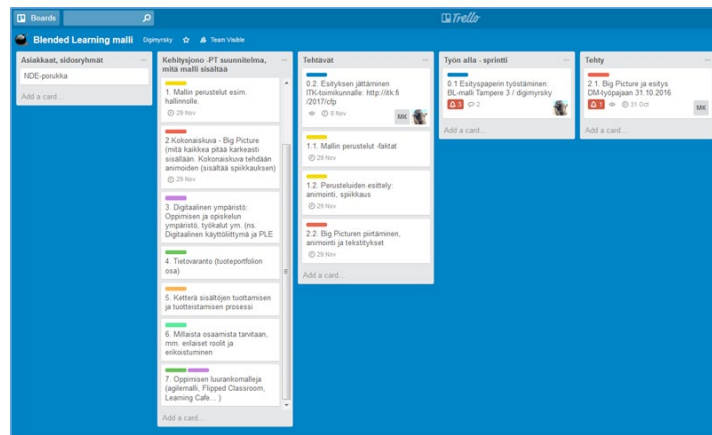 Boards
Trello
Blended Learning malli
Digimyrsky
Team Visible
Asiakkaat, sidosryhmät
NDE-porukka
Add a card...
Kehitysjono -PT suunnitelma,
mitä malli sisältää
1. Mallin perustelut esim.
hallinnolle.
29 Nov
2.Kokonaiskuva - Big Picture
(mitä kaikkea pitää karkeasti
sisällään. Kokonaiskuva tehdään
animoiden (sisältää spiikkauksen)
29 Nov
3. Digitaalinen ympäristö:
Oppimisen ja opiskelun
ympäristö, työkalut ym. (ns.
Digitaalinen käyttöliittymä ja PLE
4. Tietovaranto (tuoteportfolion
osa)
5. Ketterä sisältöjen tuottamisen
ja tuotteistamisen prosessi
6. Millaista osaamista tarvitaan,
mm. erilaiset roolit ja
erikoistuminen
7. Oppimisen luurankomalleja
(agilemalli, Flipped Classroom,
Learning Cafe... )
Add a card...
Tehtävät
0.2. Esityksen jättäminen
ITK-toimikunnalle: http://itk.fi
/2017/cfp
8 Nov
MK
1.1. Mallin perustelut -faktat
29 Nov
1.2. Perusteluiden esittely:
animointi, spiikkaus
29 Nov
2.2. Big Picturen piirtäminen,
animointi ja tekstitykset
29 Nov
Add a card...
Työn alla - sprintti
0.1 Esityspaperin työstäminen:
BL-malli Tampere 3 / digimyrsky
3 2
Add a card...
Tehty
2.1. Big Picture ja esitys
DM-työpajaan 31.10.2016
1 31 Oct
MK
Add a card...